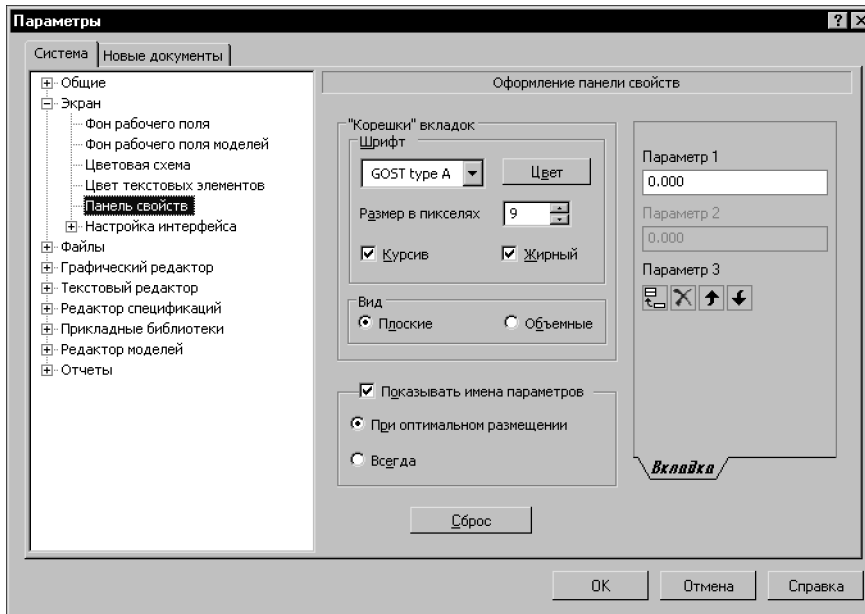 Параметры
Система Новые документы
Общие
Экран
Фон рабочего поля
Фон рабочего поля моделей
Цветовая схема
Цвет текстовых элементов
Панель свойств
Настройка интерфейса
Файлы
Графический редактор
Текстовый редактор
Редактор спецификаций
Прикладные библиотеки
Редактор моделей
Отчеты
Оформление панели свойств
"Корешки" вкладок
Шрифт
GOST type A Цвет
Размер в пикселях 9
Курсив Жирный
Вид
Плоские Объемные
Показывать имена параметров
При оптимальном размещении
Всегда
Сброс
Параметр 1
0.000
Параметр 2
0.000
Параметр 3
Вкладка
OK Отмена Справка